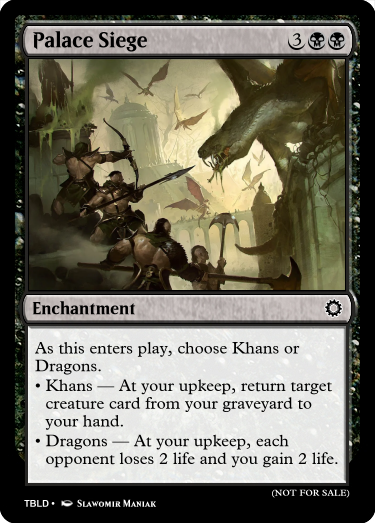 Palace Siege 3
Enchantment
As this enters play, choose Khans or
Dragons.
• Khans — At your upkeep, return target
creature card from your graveyard to
your hand.
• Dragons — At your upkeep, each
opponent loses 2 life and you gain 2 life.
TBLD • Slawomir Maniak
(NOT FOR SALE)